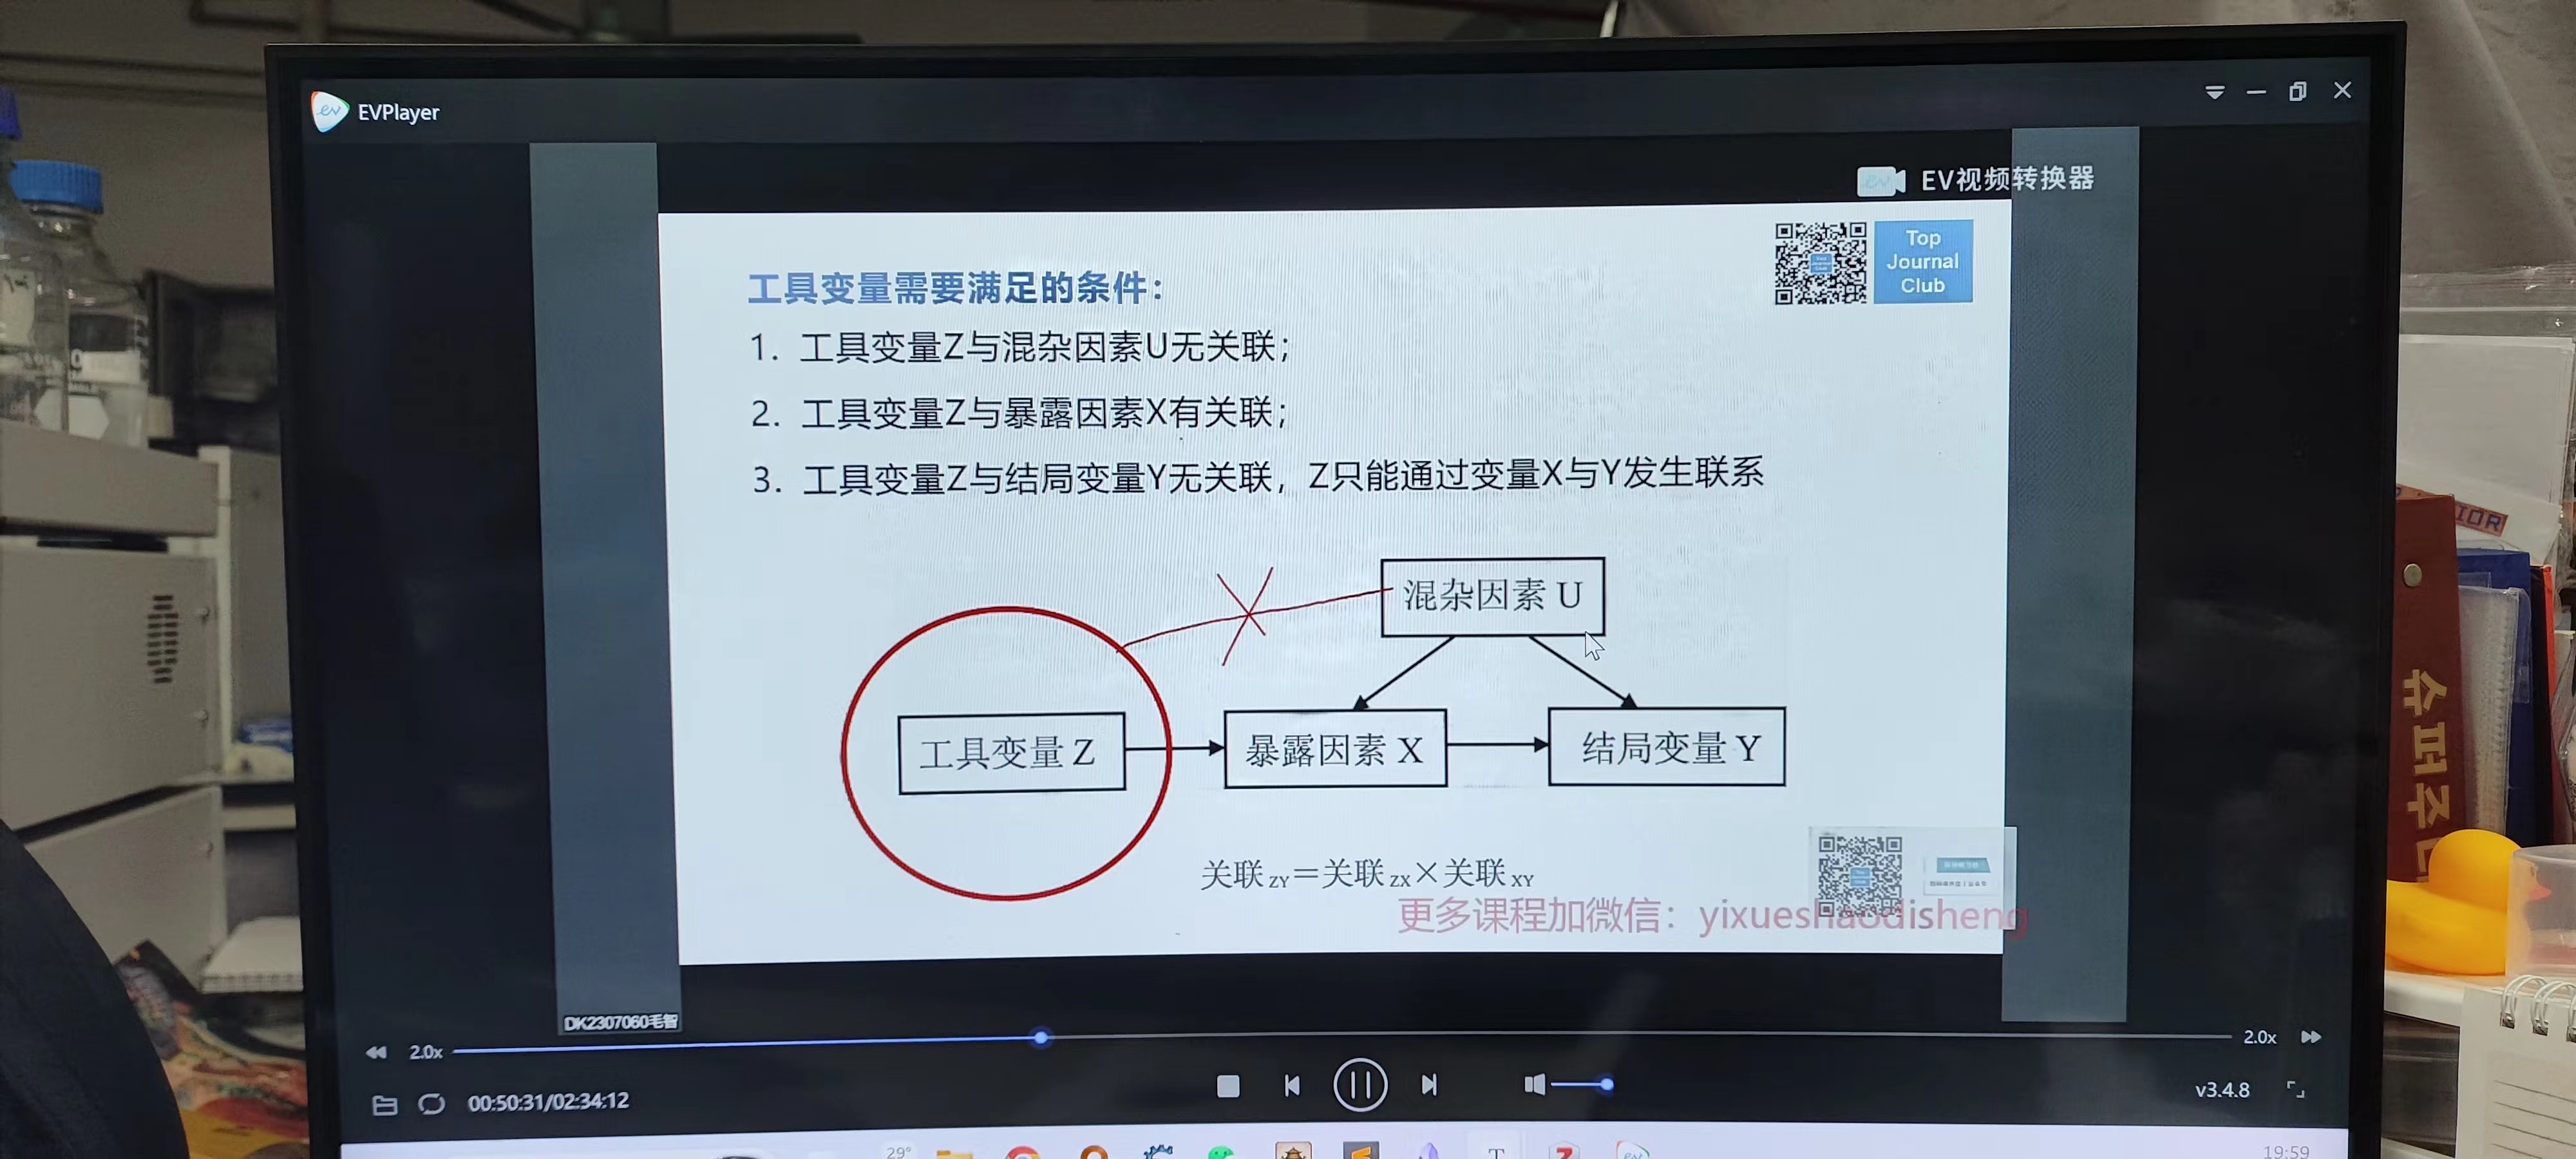 EVPlayer
EV视频转换器
Top
Journal
Club
工具变量需要满足的条件：
1. 工具变量Z与混杂因素U无关联；
2. 工具变量Z与暴露因素X有关联；
3. 工具变量Z与结局变量Y无关联，Z只能通过变量X与Y发生联系
混杂因素 U
工具变量 Z
暴露因素 X
结局变量 Y
关联 ZY＝关联 ZX×关联 XY
更多课程加微信：yixueshaodisheng
DK2307060毛智
2.0x
2.0x
00:50:31/02:34:12
v3.4.8
29°
19:59
슈퍼주니